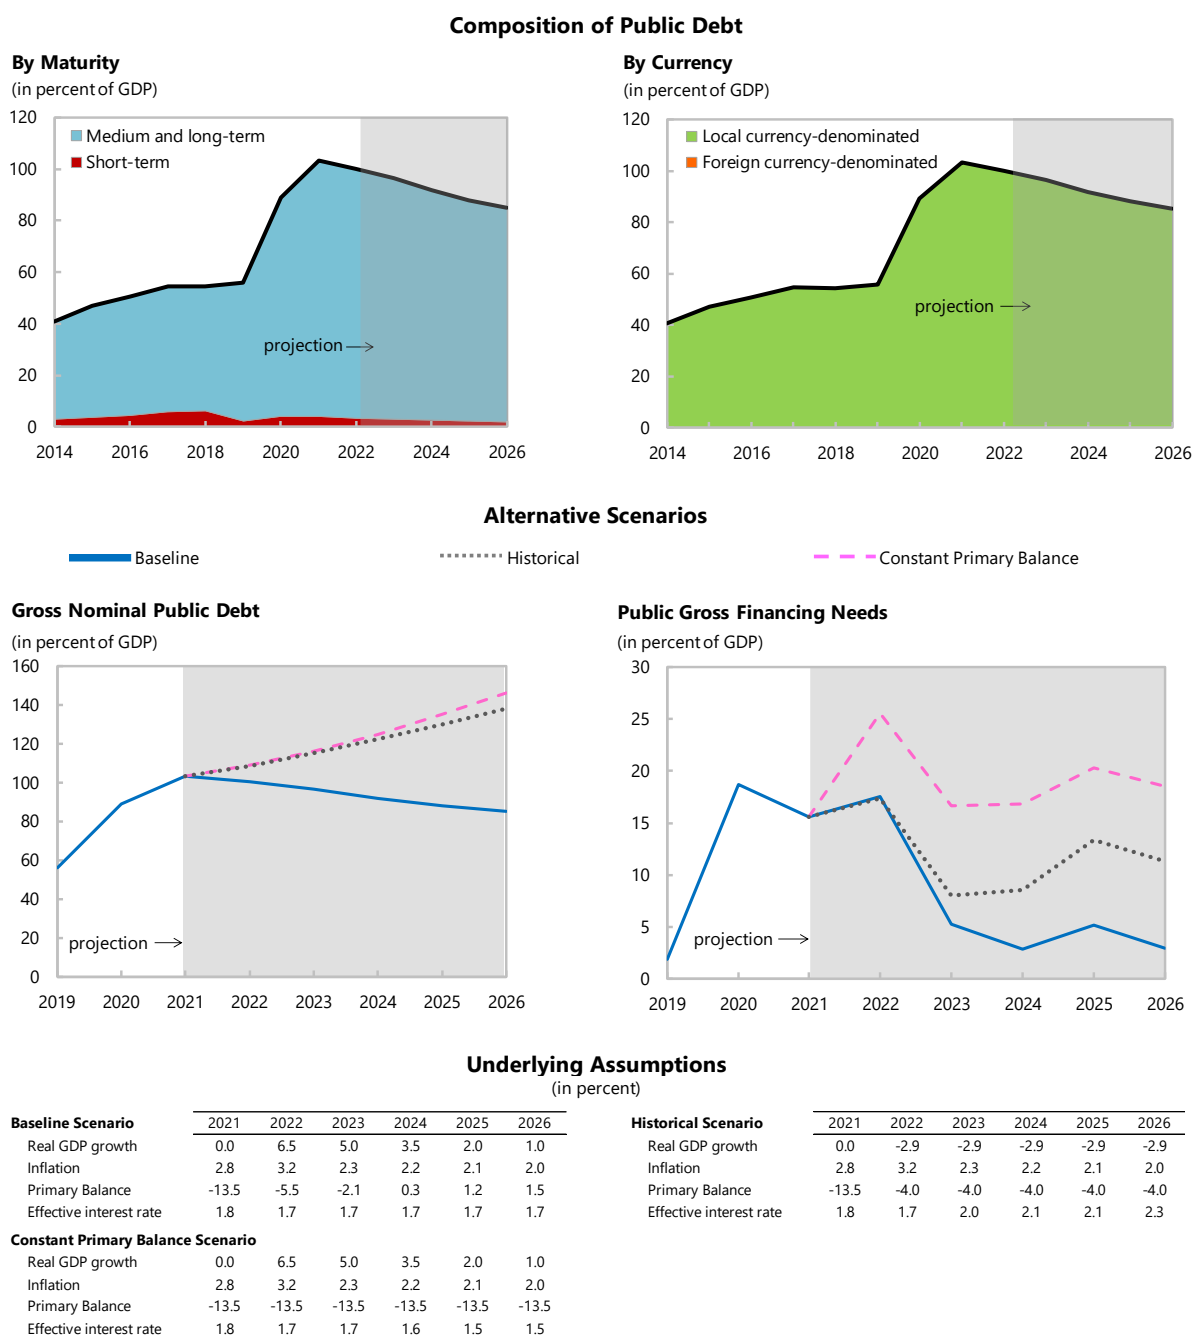 Composition of Public Debt
By Maturity
(in percent of GDP)
120
100
80
60
40
20
0
Medium and long-term
Short-term
projection
2014 2016 2018 2020 2022 2024 2026
By Currency
(in percent of GDP)
120
100
80
60
40
20
0
Local currency-denominated
Foreign currency-denominated
projection
2014 2016 2018 2020 2022 2024 2026
Alternative Scenarios
Baseline Historical Constant Primary Balance
Gross Nominal Public Debt
(in percent of GDP)
160
140
120
100
80
60
40
20
0
projection
2019 2020 2021 2022 2023 2024 2025 2026
Public Gross Financing Needs
(in percent of GDP)
30
25
20
15
10
5
0
projection
2019 2020 2021 2022 2023 2024 2025 2026
Underlying Assumptions
(in percent)
Baseline Scenario 2021 2022 2023 2024 2025 2026
Real GDP growth 0.0 6.5 5.0 3.5 2.0 1.0
Inflation 2.8 3.2 2.3 2.2 2.1 2.0
Primary Balance -13.5 -5.5 -2.1 0.3 1.2 1.5
Effective interest rate 1.8 1.7 1.7 1.7 1.7 1.7
Constant Primary Balance Scenario
Real GDP growth 0.0 6.5 5.0 3.5 2.0 1.0
Inflation 2.8 3.2 2.3 2.2 2.1 2.0
Primary Balance -13.5 -13.5 -13.5 -13.5 -13.5 -13.5
Effective interest rate 1.8 1.7 1.7 1.6 1.5 1.5
Historical Scenario 2021 2022 2023 2024 2025 2026
Real GDP growth 0.0 -2.9 -2.9 -2.9 -2.9 -2.9
Inflation 2.8 3.2 2.3 2.2 2.1 2.0
Primary Balance -13.5 -4.0 -4.0 -4.0 -4.0 -4.0
Effective interest rate 1.8 1.7 2.0 2.1 2.1 2.3